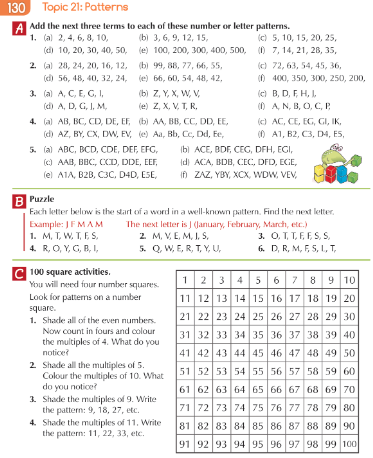 130 Topic 21: Patterns
A Add the next three terms to each of these number or letter patterns.
1. (a) 2, 4, 6, 8, 10, (b) 3, 6, 9, 12, 15, (c) 5, 10, 15, 20, 25,
(d) 10, 20, 30, 40, 50, (e) 100, 200, 300, 400, 500, (f) 7, 14, 21, 28, 35,
2. (a) 28, 24, 20, 16, 12, (b) 99, 88, 77, 66, 55, (c) 72, 63, 54, 45, 36,
(d) 56, 48, 40, 32, 24, (e) 66, 60, 54, 48, 42, (f) 400, 350, 300, 250, 200,
3. (a) A, C, E, G, I, (b) Z, Y, X, W, V, (c) B, D, F, H, J,
(d) A, D, G, J, M, (e) Z, X, V, T, R, (f) A, N, B, O, C, P,
4. (a) AB, BC, CD, DE, EF, (b) AA, BB, CC, DD, EE, (c) AC, CE, EG, GI, IK,
(d) AZ, BY, CX, DW, EV, (e) Aa, Bb, Cc, Dd, Ee, (f) A1, B2, C3, D4, E5,
5. (a) ABC, BCD, CDE, DEF, EFG, (b) ACE, BDF, CEG, DFH, EGI,
(c) AAB, BBC, CCD, DDE, EEF, (d) ACA, BDB, CEC, DFD, EGE,
(e) A1A, B2B, C3C, D4D, E5E, (f) ZAZ, YBY, XCX, WDW, VEV,
B Puzzle
Each letter below is the start of a word in a well-known pattern. Find the next letter.
Example: J F M A M The next letter is J (January, February, March, etc.)
1. M, T, W, T, F, S, 2. M, V, E, M, J, S, 3. O, T, T, F, F, S, S,
4. R, O, Y, G, B, I, 5. Q, W, E, R, T, Y, U, 6. D, R, M, F, S, L, T,
C 100 square activities.
You will need four number squares.
Look for patterns on a number
square.
1. Shade all of the even numbers.
Now count in fours and colour
the multiples of 4. What do you
notice?
2. Shade all the multiples of 5.
Colour the multiples of 10. What
do you notice?
3. Shade the multiples of 9. Write
the pattern: 9, 18, 27, etc.
4. Shade the multiples of 11. Write
the pattern: 11, 22, 33, etc.
1 2 3 4 5 6 7 8 9 10
11 12 13 14 15 16 17 18 19 20
21 22 23 24 25 26 27 28 29 30
31 32 33 34 35 36 37 38 39 40
41 42 43 44 45 46 47 48 49 50
51 52 53 54 55 56 57 58 59 60
61 62 63 64 65 66 67 68 69 70
71 72 73 74 75 76 77 78 79 80
81 82 83 84 85 86 87 88 89 90
91 92 93 94 95 96 97 98 99 100